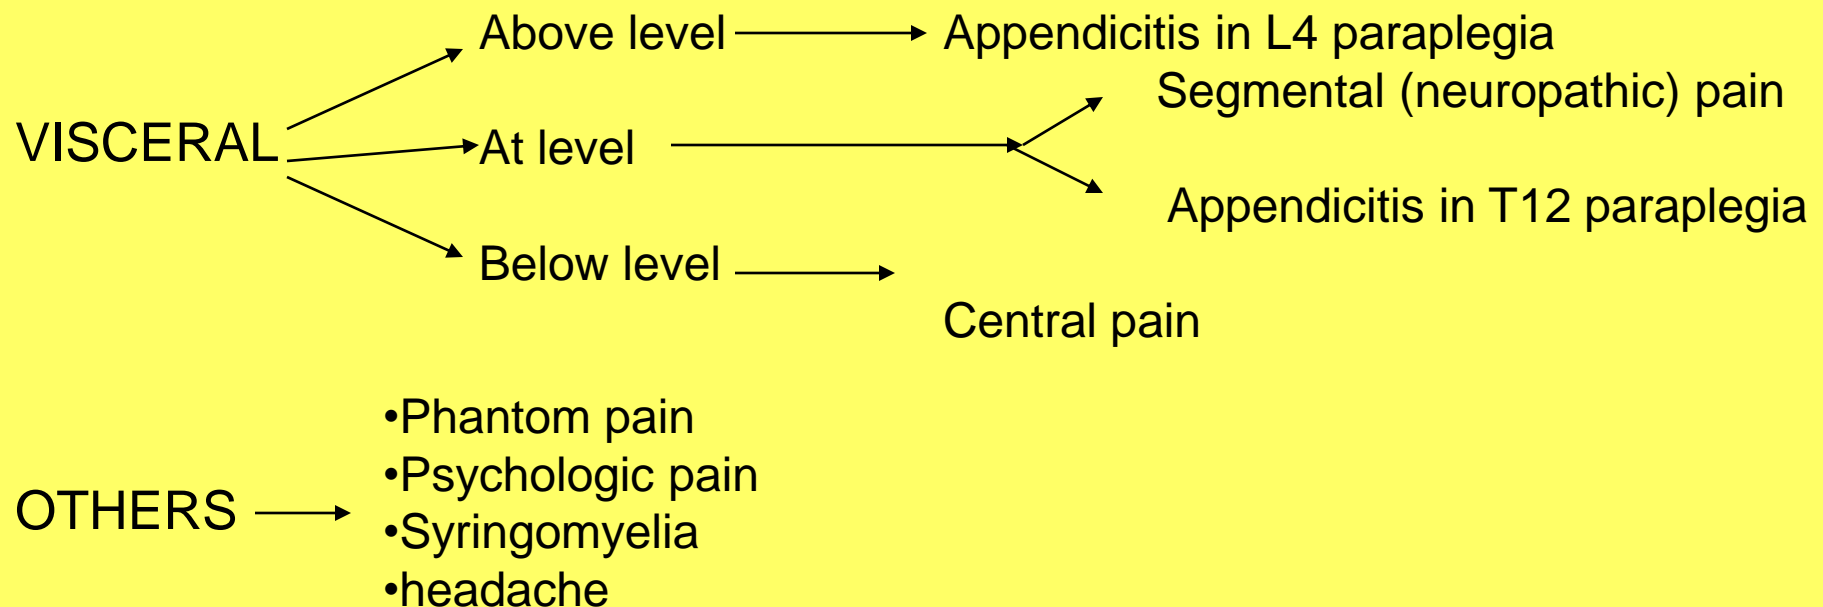 Above level
Appendicitis in L4 paraplegia
Segmental (neuropathic) pain
VISCERAL
At level
Appendicitis in T12 paraplegia
Below level
Central pain
•Phantom pain
•Psychologic pain
OTHERS
•Syringomyelia
•headache